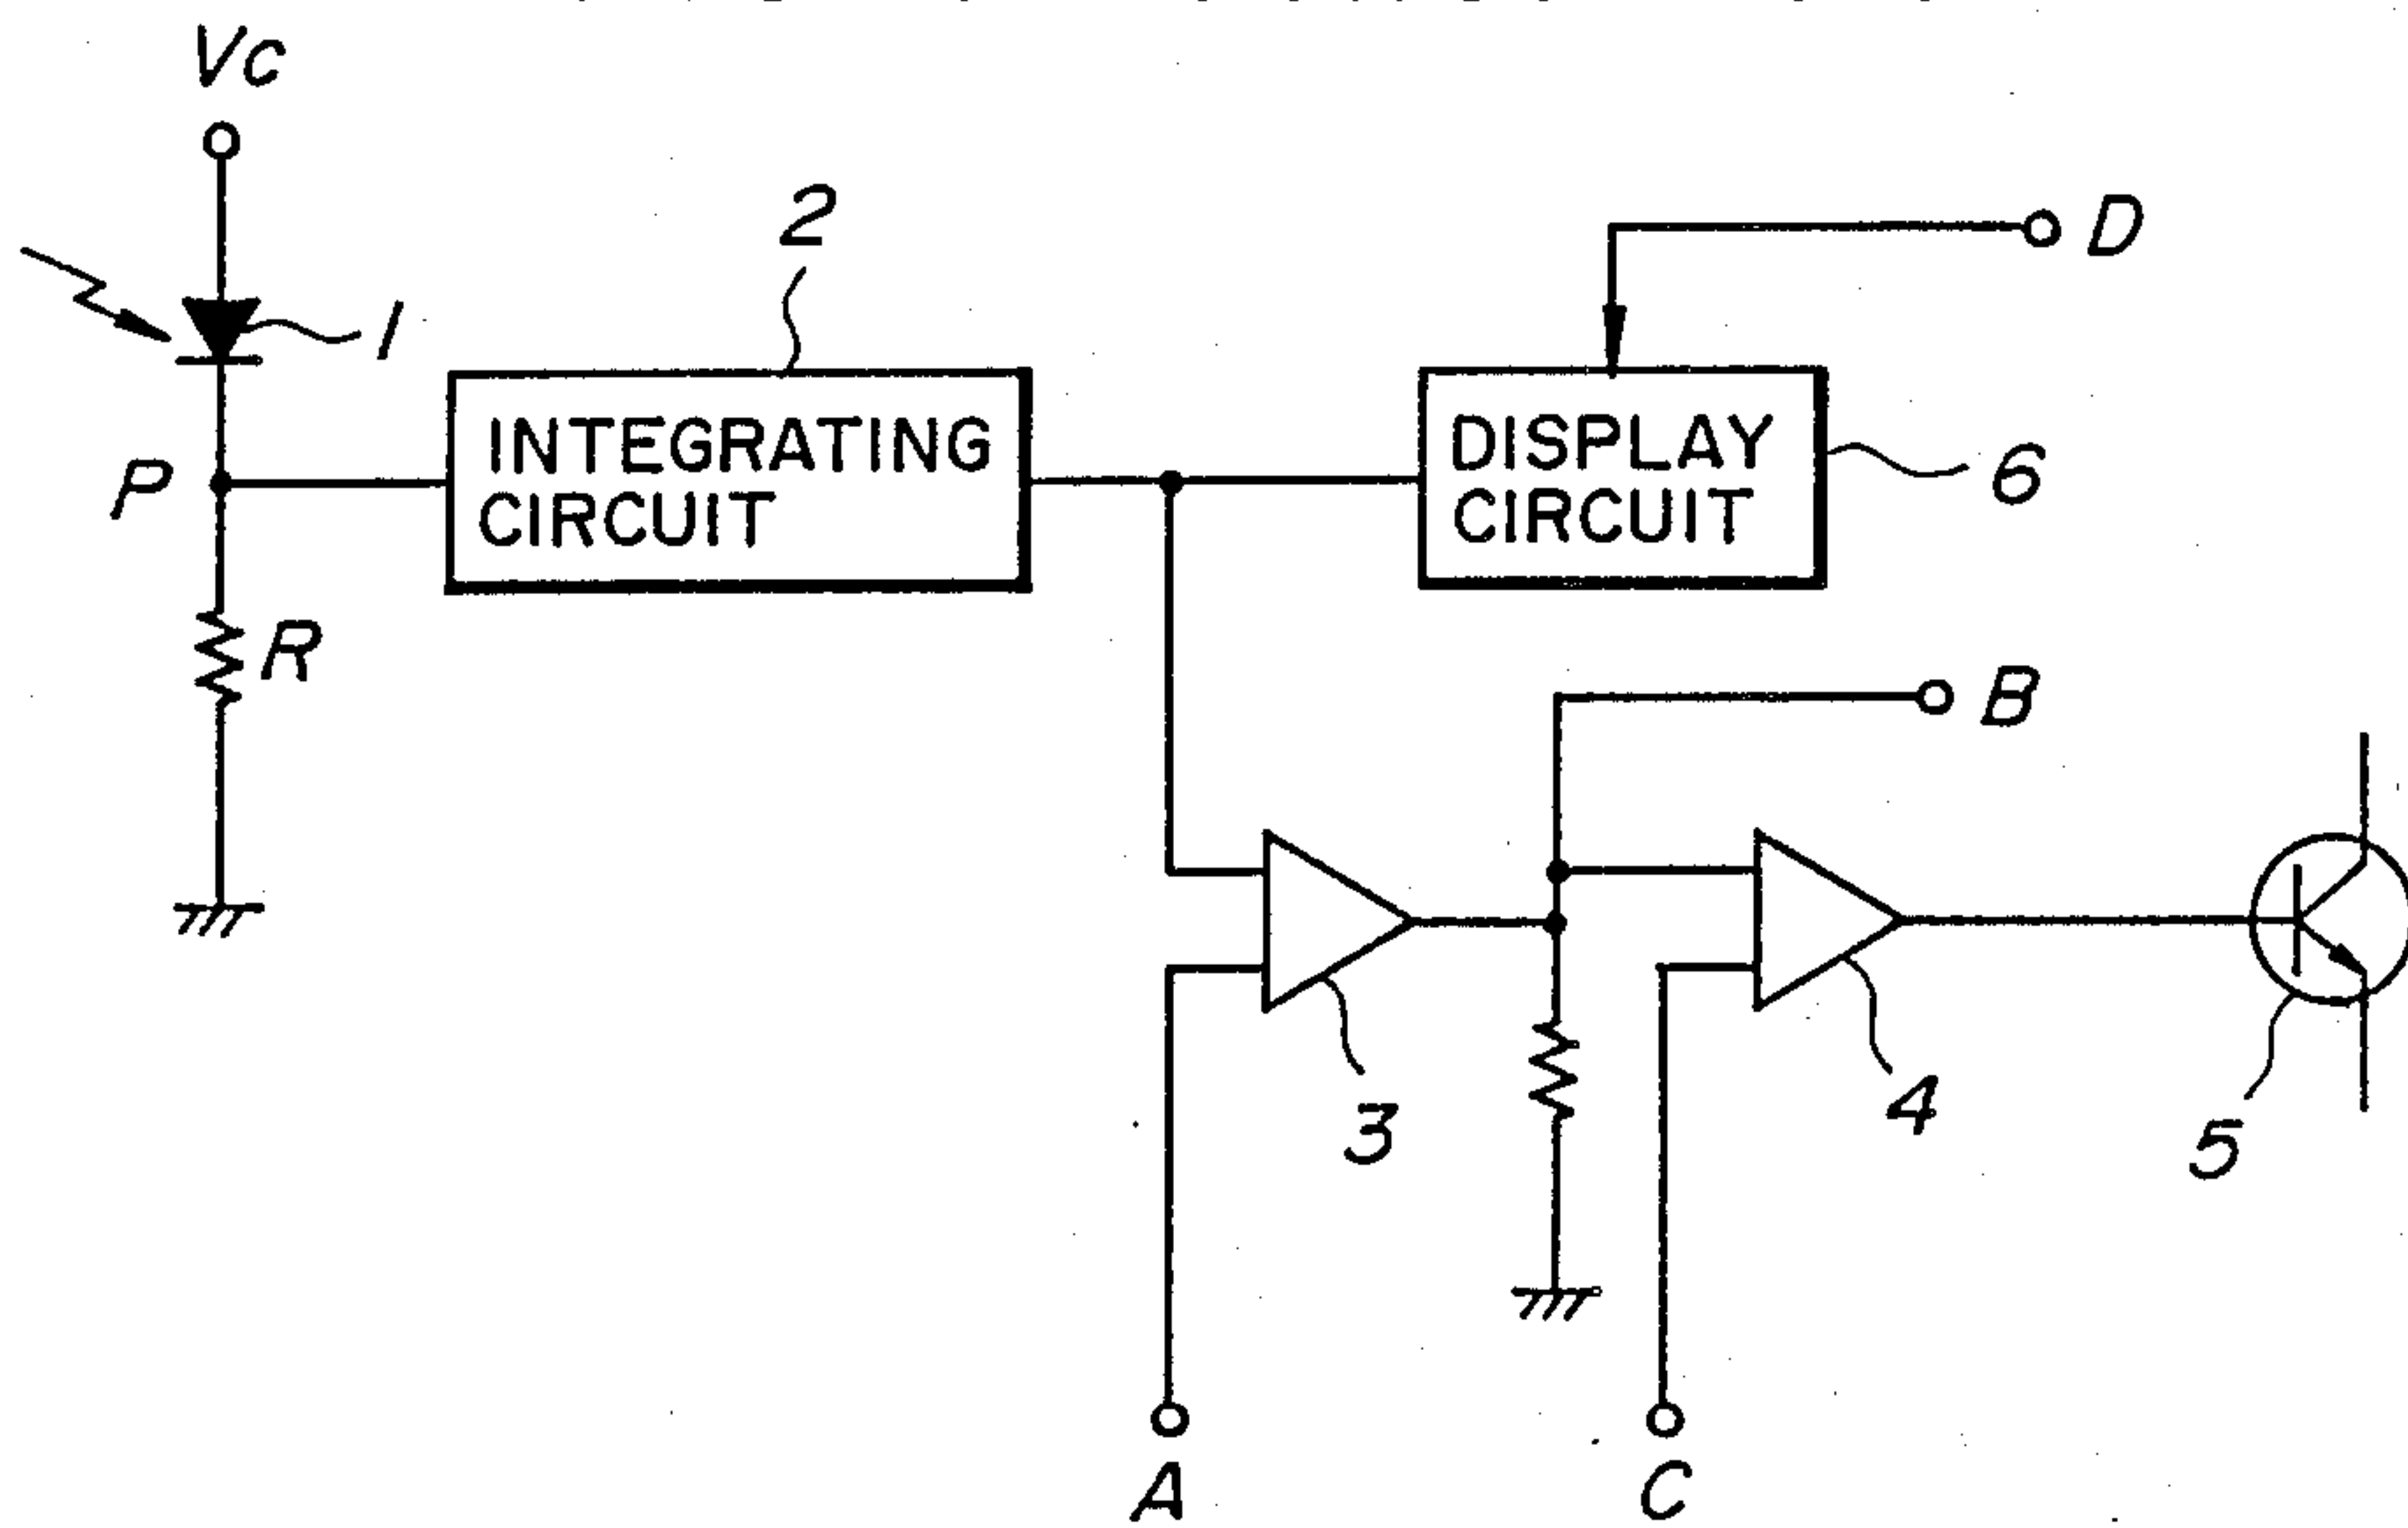 Vc
2
D
1
INTEGRATING
CIRCUIT
DISPLAY
CIRCUIT
6
P
R
B
3
4
5
A
C